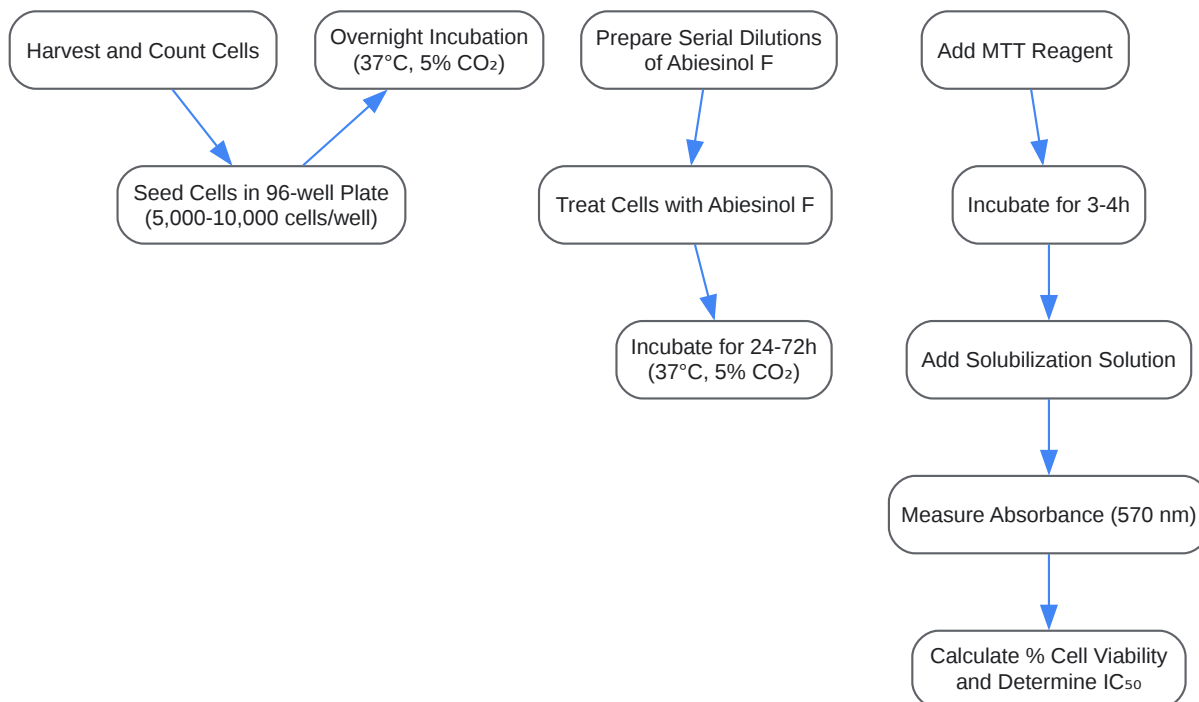 Harvest and Count Cells
Seed Cells in 96-well Plate
(5,000-10,000 cells/well)
Overnight Incubation
(37°C, 5% CO₂)
Prepare Serial Dilutions
of Abiesinol F
Treat Cells with Abiesinol F
Incubate for 24-72h
(37°C, 5% CO₂)
Add MTT Reagent
Incubate for 3-4h
Add Solubilization Solution
Measure Absorbance (570 nm)
Calculate % Cell Viability
and Determine IC₅₀